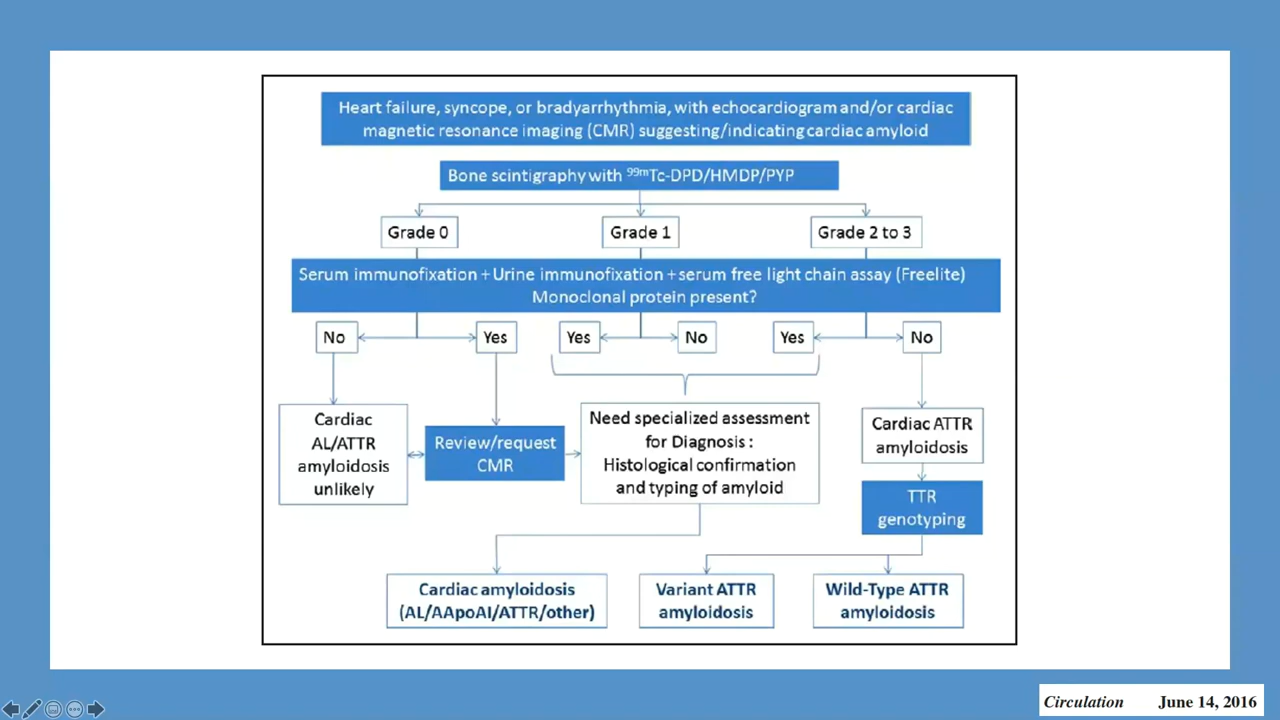 Heart failure, syncope, or bradyarrhythmia, with echocardiogram and/or cardiac
magnetic resonance imaging (CMR) suggesting/indicating cardiac amyloid
Bone scintigraphy with ⁹⁹ᵐTc-DPD/HMDP/PYP
Grade 0
Grade 1
Grade 2 to 3
Serum immunofixation + Urine immunofixation + serum free light chain assay (Freelite)
Monoclonal protein present?
No
Yes
Yes
No
Yes
No
Cardiac
AL/ATTR
amyloidosis
unlikely
Review/request
CMR
Need specialized assessment
for Diagnosis :
Histological confirmation
and typing of amyloid
Cardiac ATTR
amyloidosis
TTR
genotyping
Cardiac amyloidosis
(AL/AApoAI/ATTR/other)
Variant ATTR
amyloidosis
Wild-Type ATTR
amyloidosis
Circulation June 14, 2016